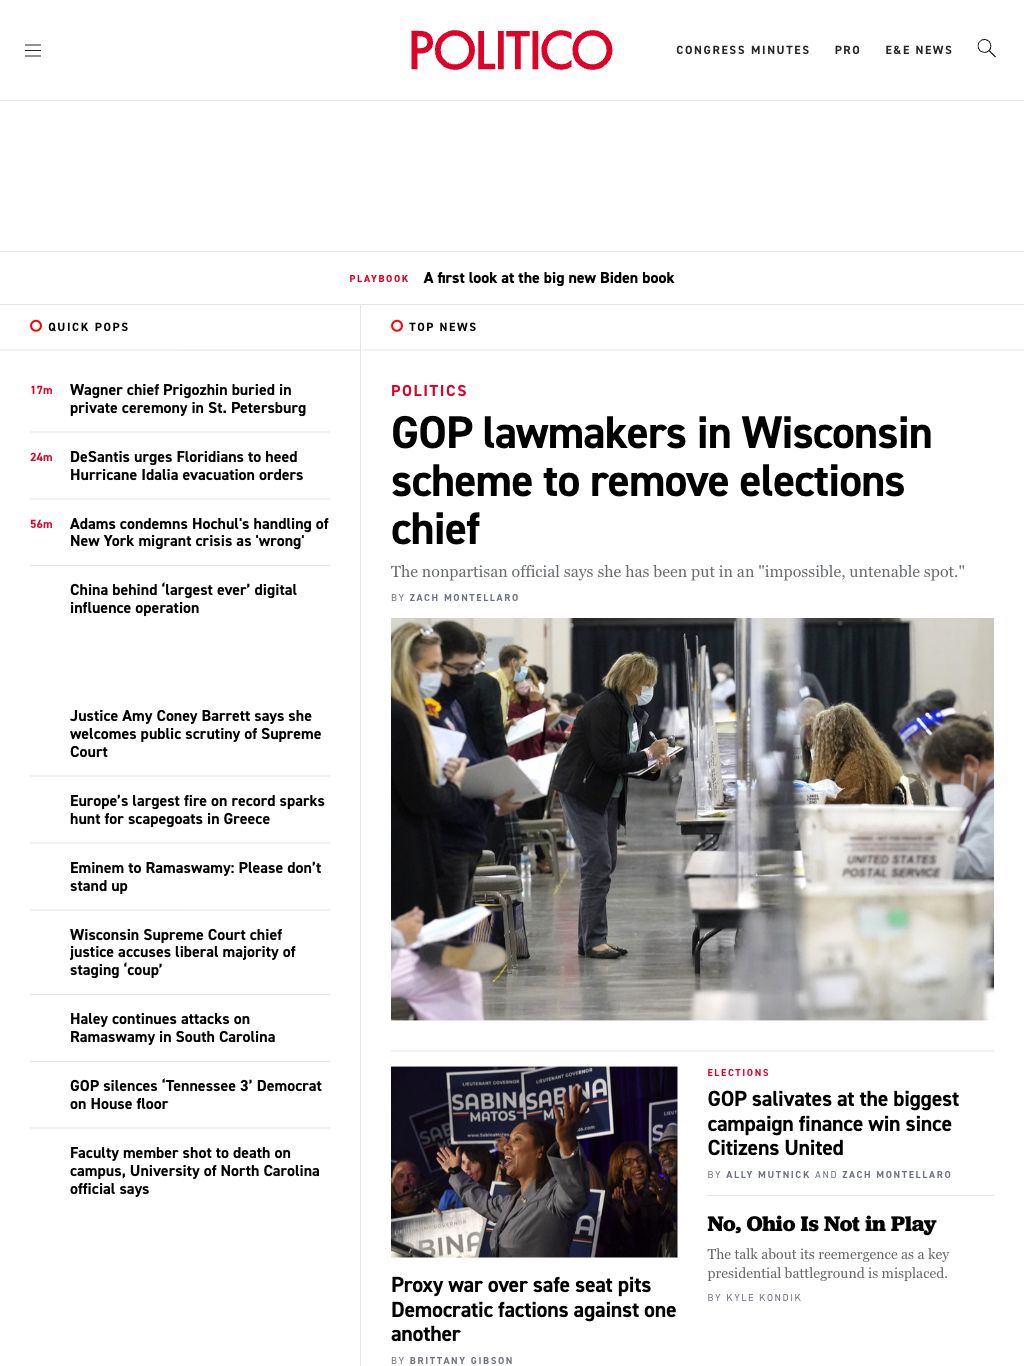 POLITICO
CONGRESS MINUTES
PRO
E&E NEWS
PLAYBOOK
A first look at the big new Biden book
QUICK POPS
17m
Wagner chief Prigozhin buried in
private ceremony in St. Petersburg
24m
DeSantis urges Floridians to heed
Hurricane Idalia evacuation orders
56m
Adams condemns Hochul's handling of
New York migrant crisis as 'wrong'
China behind ‘largest ever’ digital
influence operation
Justice Amy Coney Barrett says she
welcomes public scrutiny of Supreme
Court
Europe’s largest fire on record sparks
hunt for scapegoats in Greece
Eminem to Ramaswamy: Please don’t
stand up
Wisconsin Supreme Court chief
justice accuses liberal majority of
staging ‘coup’
Haley continues attacks on
Ramaswamy in South Carolina
GOP silences ‘Tennessee 3’ Democrat
on House floor
Faculty member shot to death on
campus, University of North Carolina
official says
TOP NEWS
POLITICS
GOP lawmakers in Wisconsin
scheme to remove elections
chief
The nonpartisan official says she has been put in an "impossible, untenable spot."
BY ZACH MONTELLARO
UNITED STATES
POSTAL SERVICE
LIEUTENANT GOVERNOR
SABINA
MATOS
LIEUTENANT GOVERNOR
SABINA
Proxy war over safe seat pits
Democratic factions against one
another
BY BRITTANY GIBSON
ELECTIONS
GOP salivates at the biggest
campaign finance win since
Citizens United
BY ALLY MUTNICK AND ZACH MONTELLARO
No, Ohio Is Not in Play
The talk about its reemergence as a key
presidential battleground is misplaced.
BY KYLE KONDIK